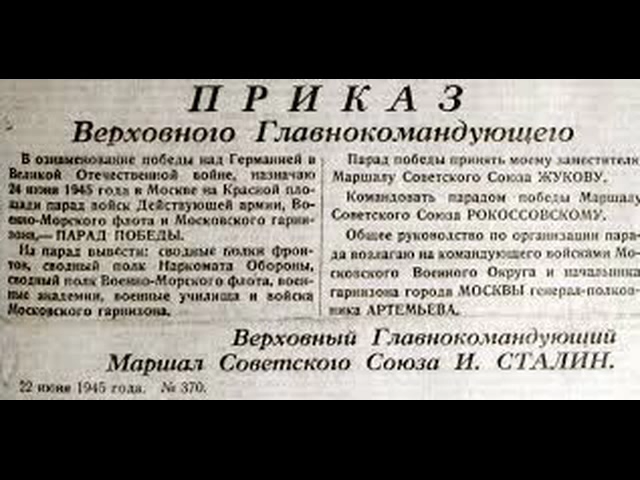 ПРИКАЗ
Верховного Главнокомандующего
В ознаменование победы над Германией в
Великой Отечественной войне, назначаю
24 июня 1945 года в Москве на Красной пло-
щади парад войск Действующей армии, Во-
енно-Морского флота и Московского гарни-
зона,— ПАРАД ПОБЕДЫ.
На парад вывести: сводные полки фрон-
тов, сводный полк Наркомата Обороны,
сводный полк Военно-Морского флота, воен-
ные академии, военные училища и войска
Московского гарнизона.
Парад победы принять моему заместителю
Маршалу Советского Союза ЖУКОВУ.
Командовать парадом победы Маршалу
Советского Союза РОКОССОВСКОМУ.
Общее руководство по организации пара-
да возлагаю на командующего войсками Мо-
сковского Военного Округа и начальника
гарнизона города МОСКВЫ генерал-полков-
ника АРТЕМЬЕВА.
Верховный Главнокомандующий
Маршал Советского Союза И. СТАЛИН.
22 июня 1945 года. № 370.